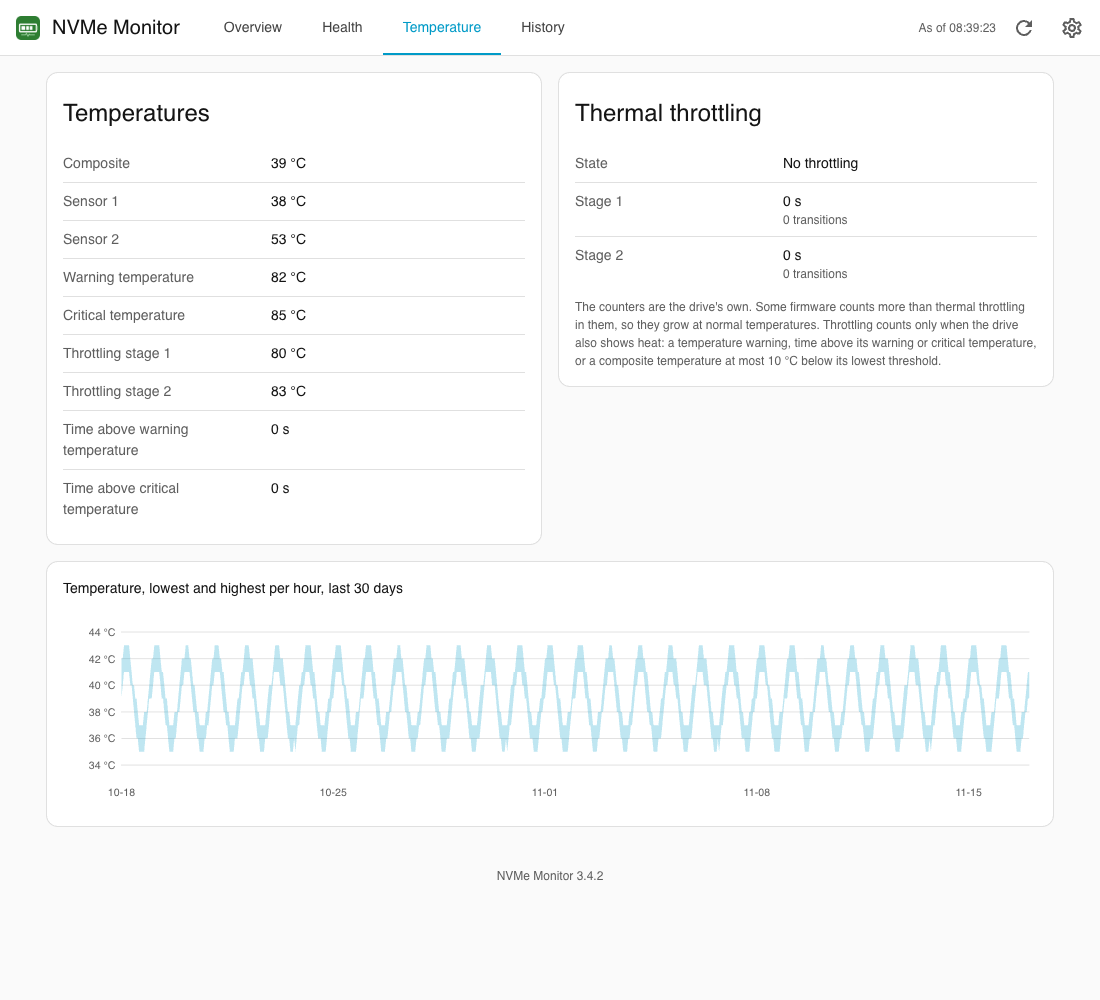 NVMe Monitor
Overview
Health
Temperature
History
As of 08:39:23
Temperatures
Composite 39 °C
Sensor 1 38 °C
Sensor 2 53 °C
Warning temperature 82 °C
Critical temperature 85 °C
Throttling stage 1 80 °C
Throttling stage 2 83 °C
Time above warning 0 s
temperature
Time above critical 0 s
temperature
Thermal throttling
State No throttling
Stage 1 0 s
0 transitions
Stage 2 0 s
0 transitions
The counters are the drive's own. Some firmware counts more than thermal throttling
in them, so they grow at normal temperatures. Throttling counts only when the drive
also shows heat: a temperature warning, time above its warning or critical temperature,
or a composite temperature at most 10 °C below its lowest threshold.
Temperature, lowest and highest per hour, last 30 days
44 °C
42 °C
40 °C
38 °C
36 °C
34 °C
10-18 10-25 11-01 11-08 11-15
NVMe Monitor 3.4.2